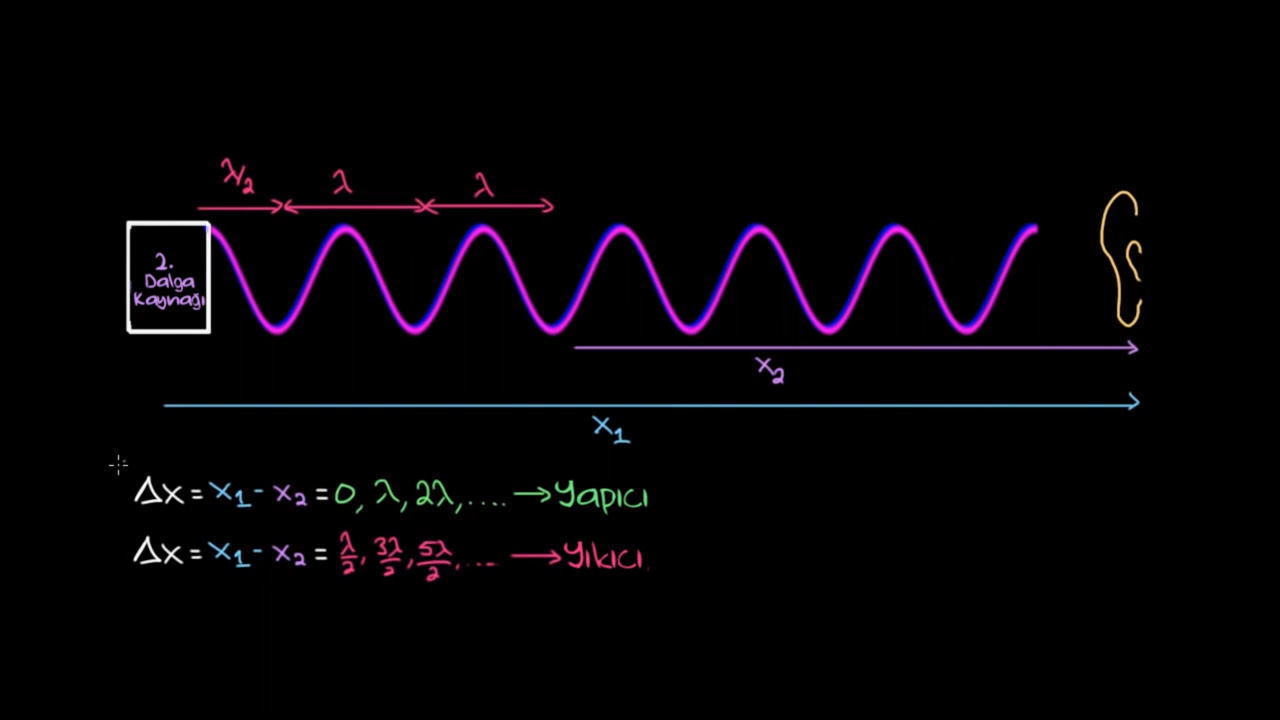 λ/2 λ λ
2.
Dalga
Kaynağı
x₂
x₁
Δx = x₁ - x₂ = 0, λ, 2λ, .... → Yapıcı
Δx = x₁ - x₂ = λ/2, 3λ/2, 5λ/2, .... → Yıkıcı